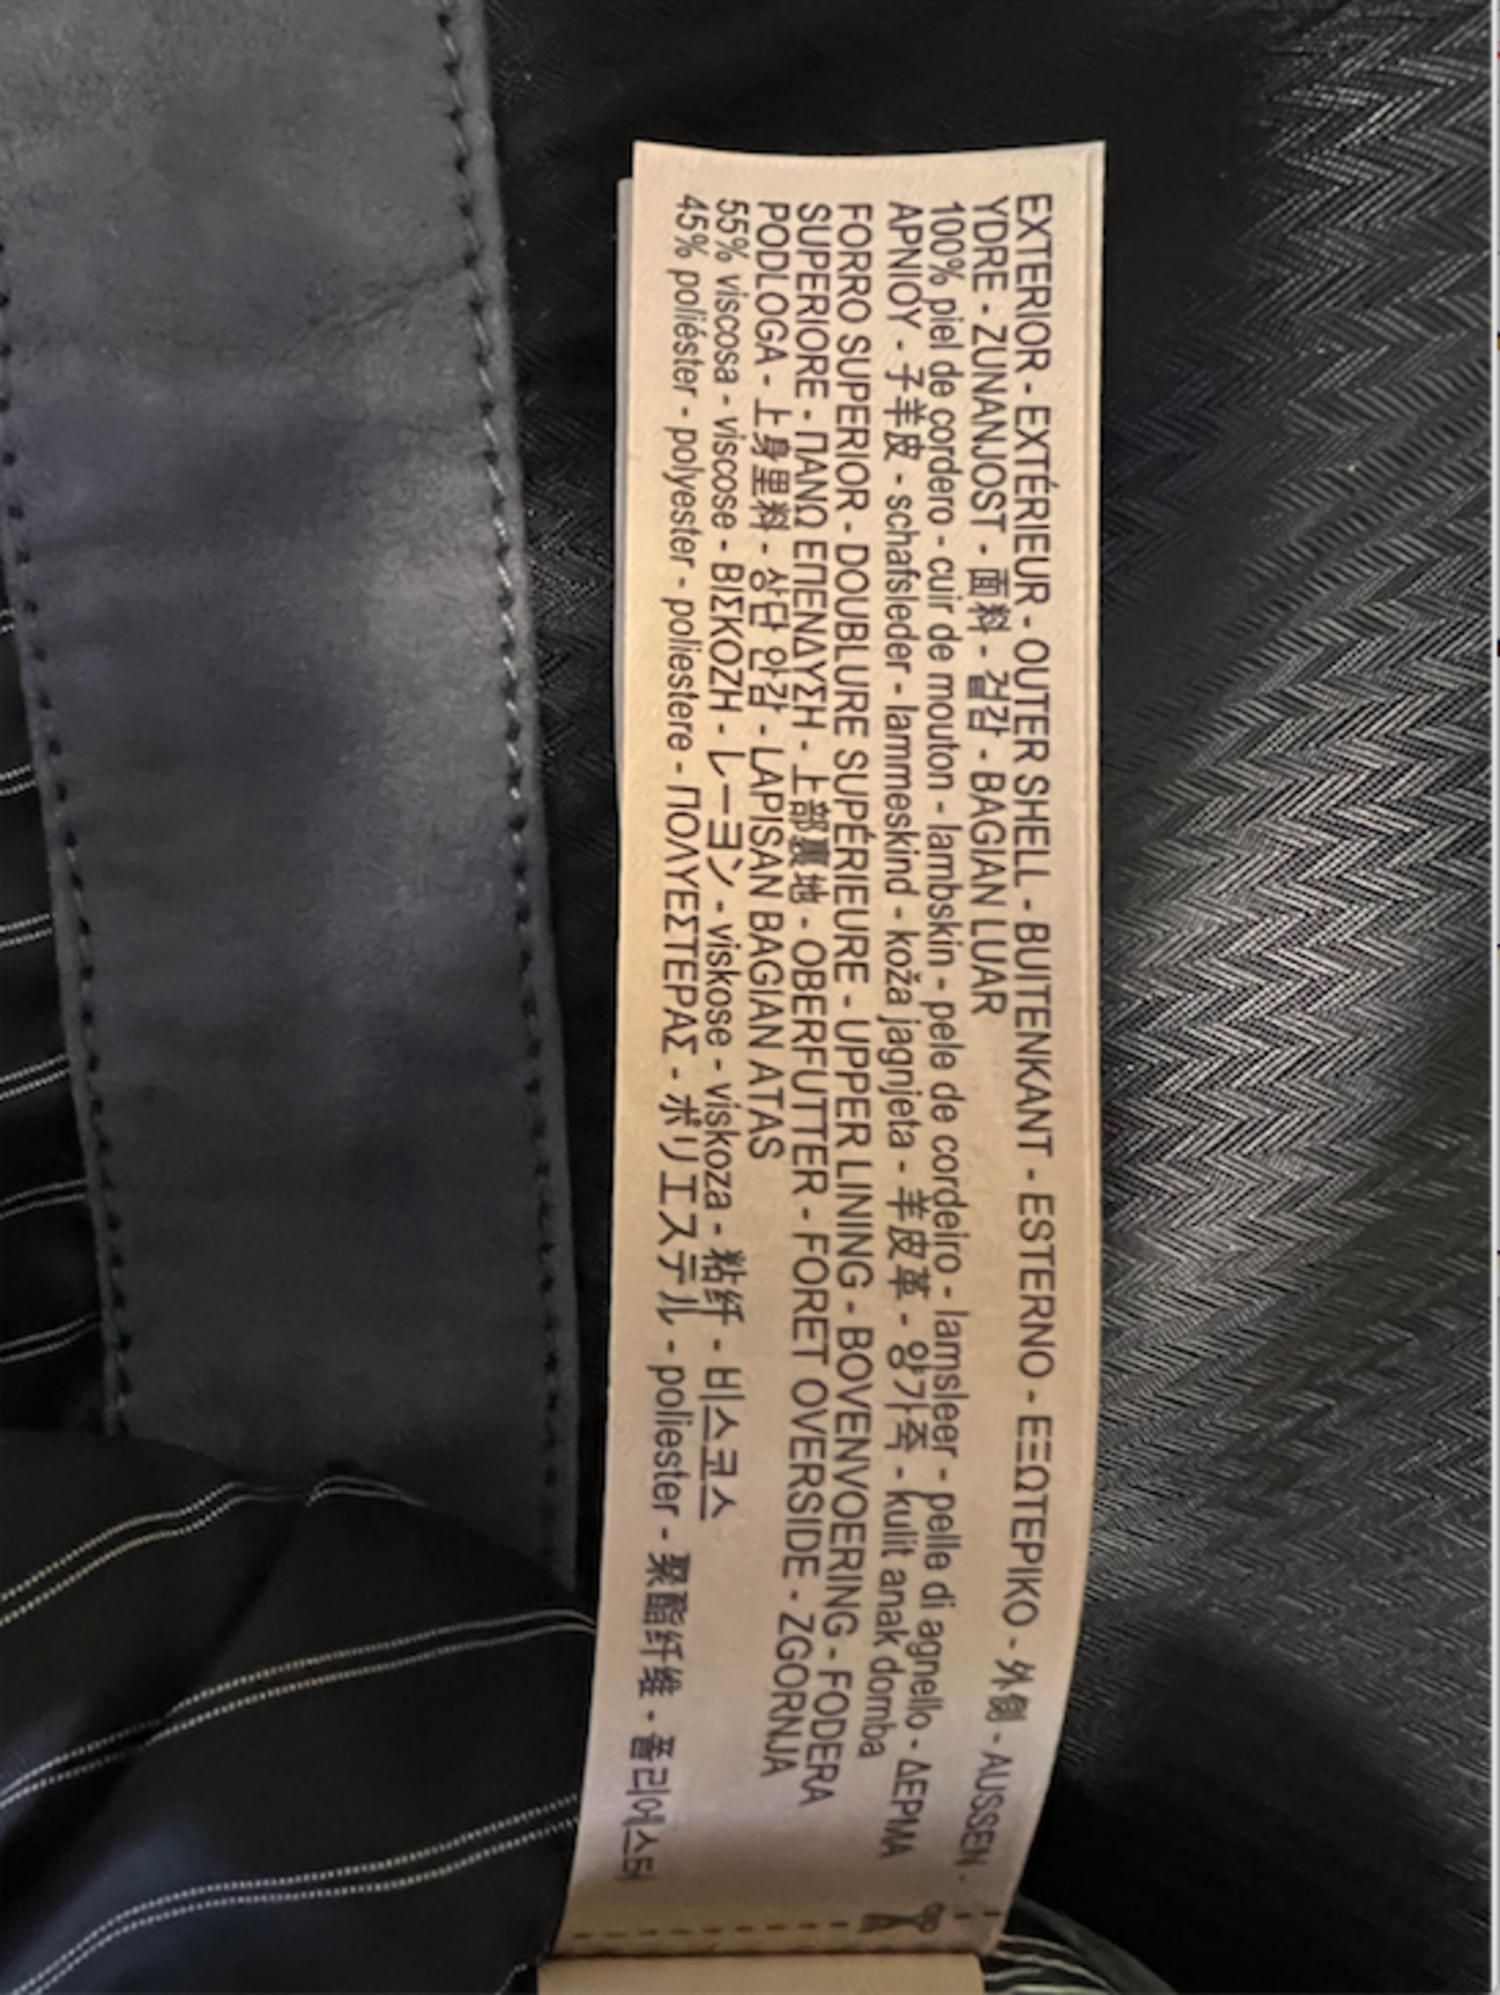 EXTERIOR - EXTÉRIEUR - OUTER SHELL - BUITENKANT - ESTERNO - ΕΞΩΤΕΡΙΚΟ - 外側 - AUSSEN -
YDRE - ZUNANJOST - 面料 - 겉감 - BAGIAN LUAR
100% piel de cordero - cuir de mouton - lambskin - pele de cordeiro - lamsleer - pelle di agnello - ΔΕΡΜΑ
ΑΡΝΙΟΥ - 子羊皮 - schafsleder - lammeskind - koža jagnjeta - 羊皮革 - 양가죽 - kulit anak domba
FORRO SUPERIOR - DOUBLURE SUPÉRIEURE - UPPER LINING - BOVENVOERING - FODERA
SUPERIORE - ΠΑΝΩ ΕΠΕΝΔΥΣΗ - 上部裏地 - OBERFUTTER - FORET OVERSIDE - ZGORNJA
PODLOGA - 上身里料 - 상단 안감 - LAPISAN BAGIAN ATAS
55% viscosa - viscose - ΒΙΣΚΟΖΗ - レーヨン - viskose - viskoza - 粘纤 - 비스코스
45% poliéster - polyester - poliestere - ΠΟΛΥΕΣΤΕΡΑΣ - ポリエステル - poliester - 聚酯纤维 - 폴리에스터